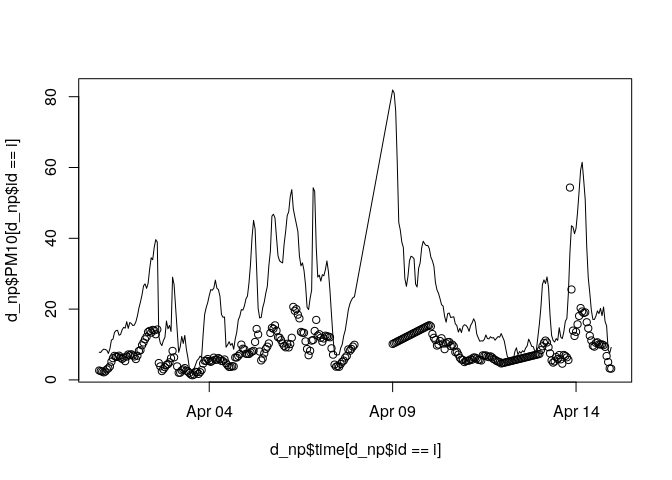 d_np$PM10[d_np$id == i]
80
60
40
20
0
Apr 04
Apr 09
Apr 14
d_np$time[d_np$id == i]